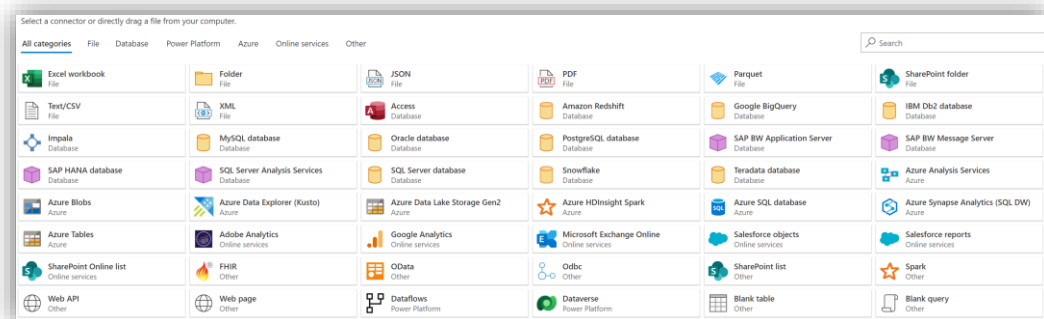 Select a connector or directly drag a file from your computer.
All categories File Database Power Platform Azure Online services Other
Search
Excel workbook Folder JSON PDF Parquet SharePoint folder
File File File File File File
Text/CSV XML Access Amazon Redshift Google BigQuery IBM Db2 database
File File Database Database Database Database
Impala MySQL database Oracle database PostgreSQL database SAP BW Application Server SAP BW Message Server
Database Database Database Database Database Database
SAP HANA database SQL Server Analysis Services SQL Server database Snowflake Teradata database Azure Analysis Services
Database Database Database Database Database Azure
Azure Blobs Azure Data Explorer (Kusto) Azure Data Lake Storage Gen2 Azure HDInsight Spark Azure SQL database Azure Synapse Analytics (SQL DW)
Azure Azure Azure Azure Azure Azure
Azure Tables Adobe Analytics Google Analytics Microsoft Exchange Online Salesforce objects Salesforce reports
Azure Online services Online services Online services Online services Online services
SharePoint Online list FHIR OData Odbc SharePoint list Spark
Online services Other Other Other Other Other
Web API Web page Dataflows Dataverse Blank table Blank query
Other Other Power Platform Power Platform Other Other